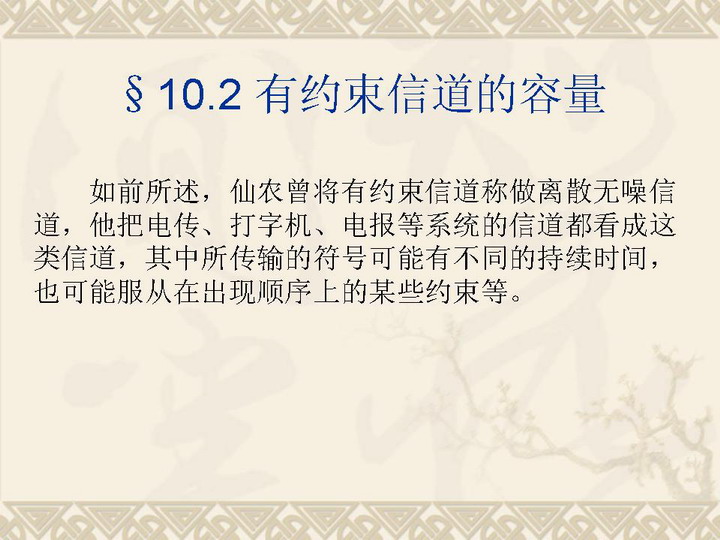 §10.2 有约束信道的容量
如前所述，仙农曾将有约束信道称做离散无噪信
道，他把电传、打字机、电报等系统的信道都看成这
类信道，其中所传输的符号可能有不同的持续时间，
也可能服从在出现顺序上的某些约束等。